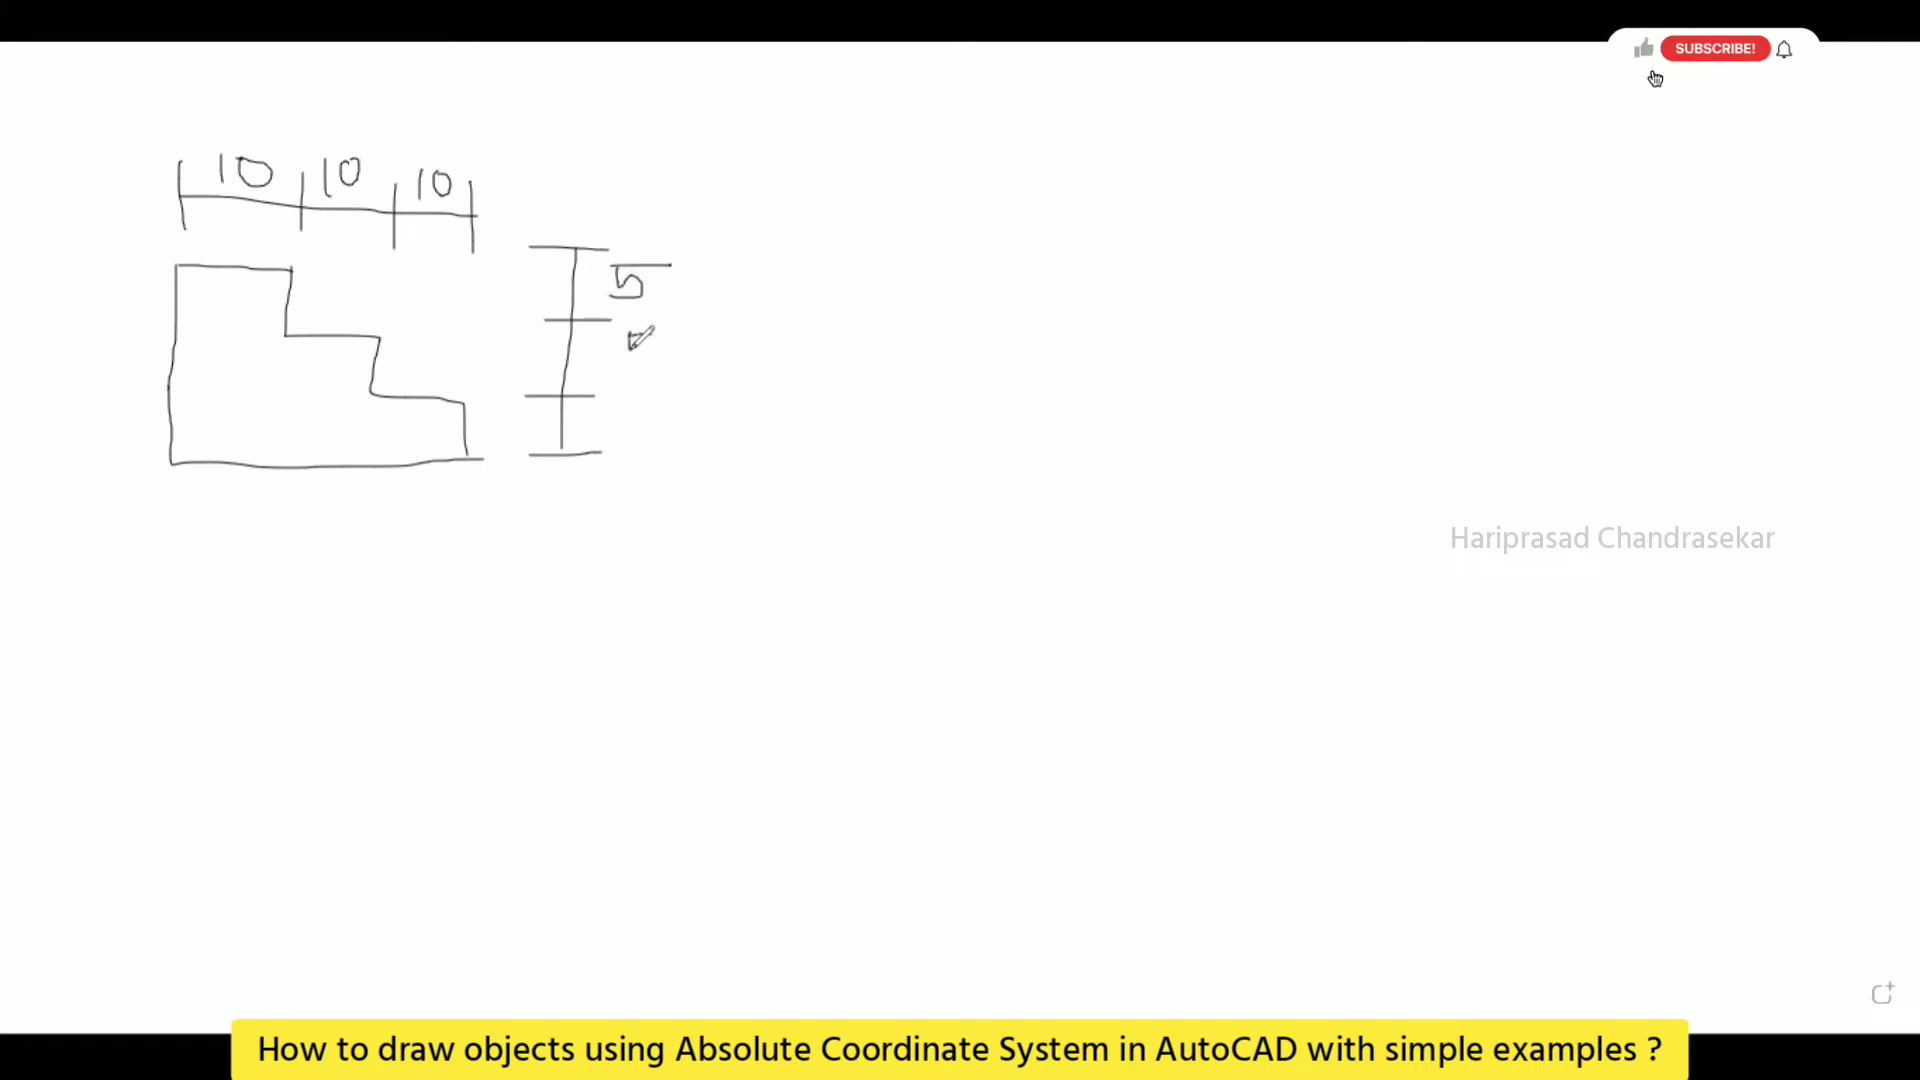 SUBSCRIBE!
10 10 10
5
Hariprasad Chandrasekar
How to draw objects using Absolute Coordinate System in AutoCAD with simple examples ?